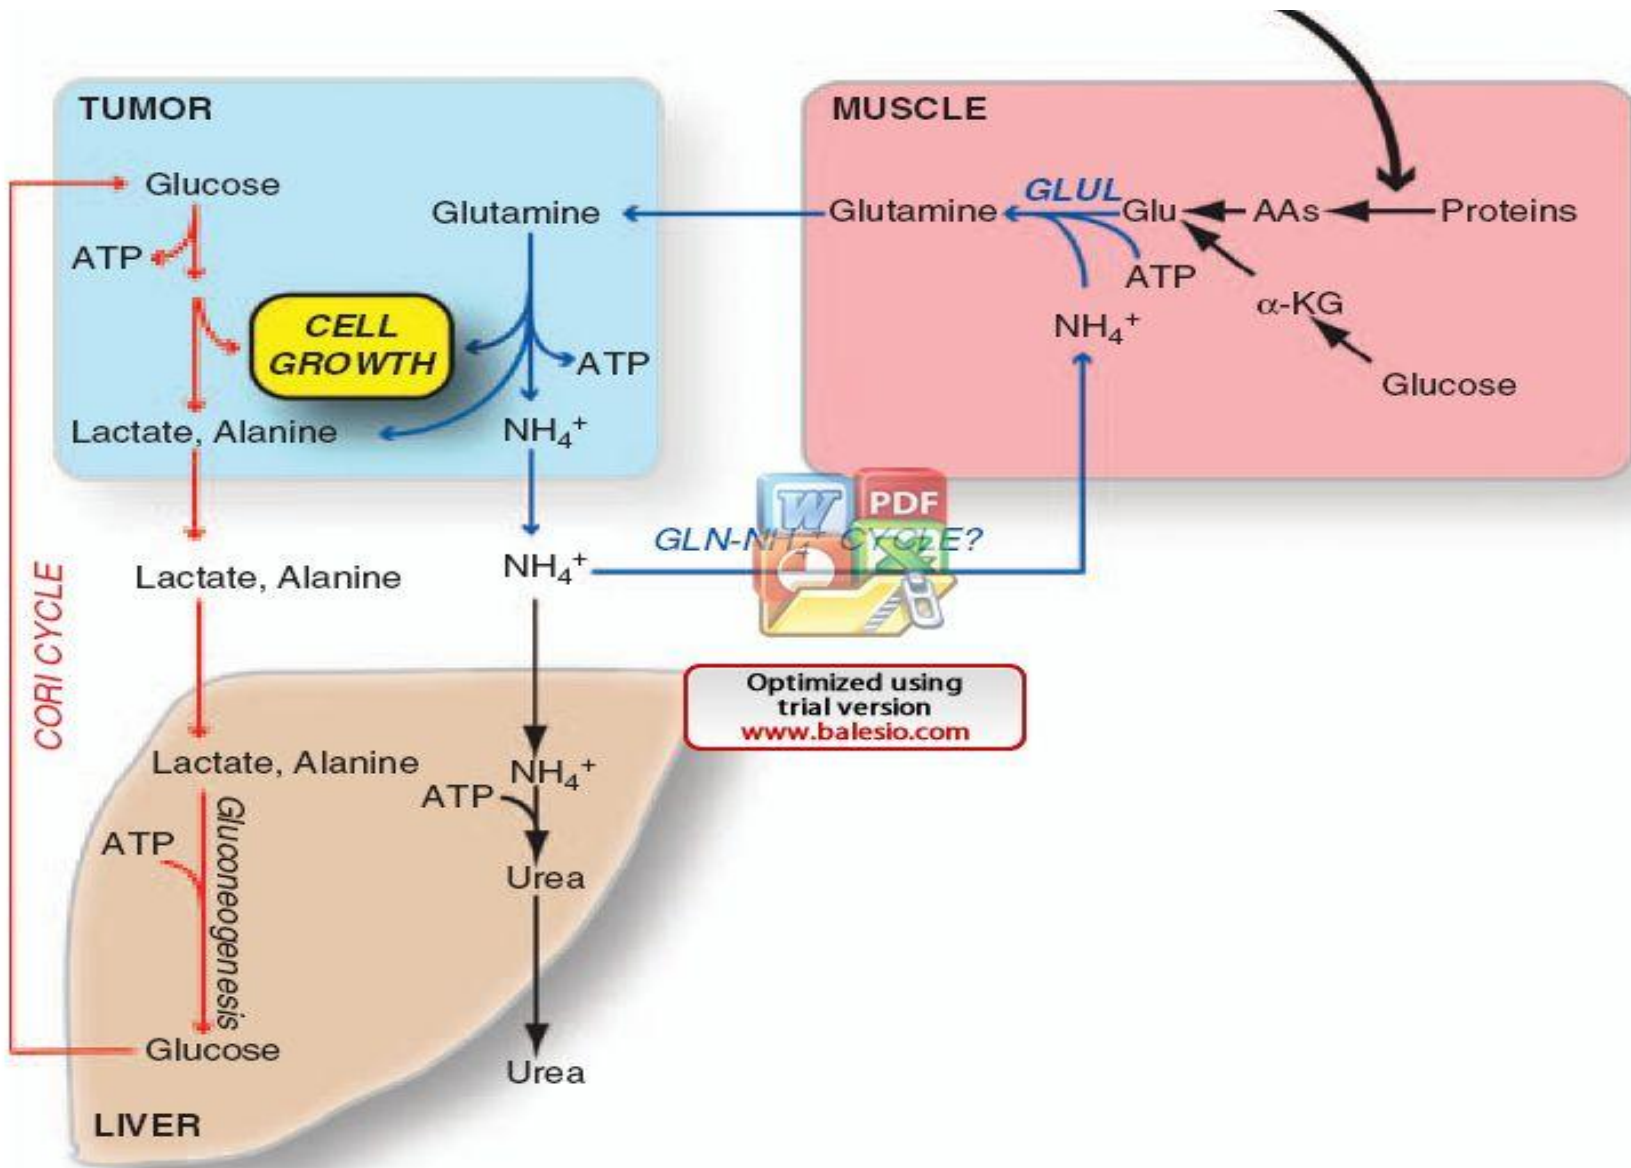 TUMOR
Glucose
ATP
CELL
GROWTH
Lactate, Alanine
Glutamine
ATP
NH₄⁺
MUSCLE
Glutamine
GLUL
Glu
AAs
Proteins
ATP
NH₄⁺
α-KG
Glucose
GLN-NH₄⁺ CYCLE?
W
PDF
X
Optimized using
trial version
www.balesio.com
CORI CYCLE
Lactate, Alanine
NH₄⁺
Lactate, Alanine
ATP
Gluconeogenesis
Glucose
NH₄⁺
ATP
Urea
Urea
LIVER